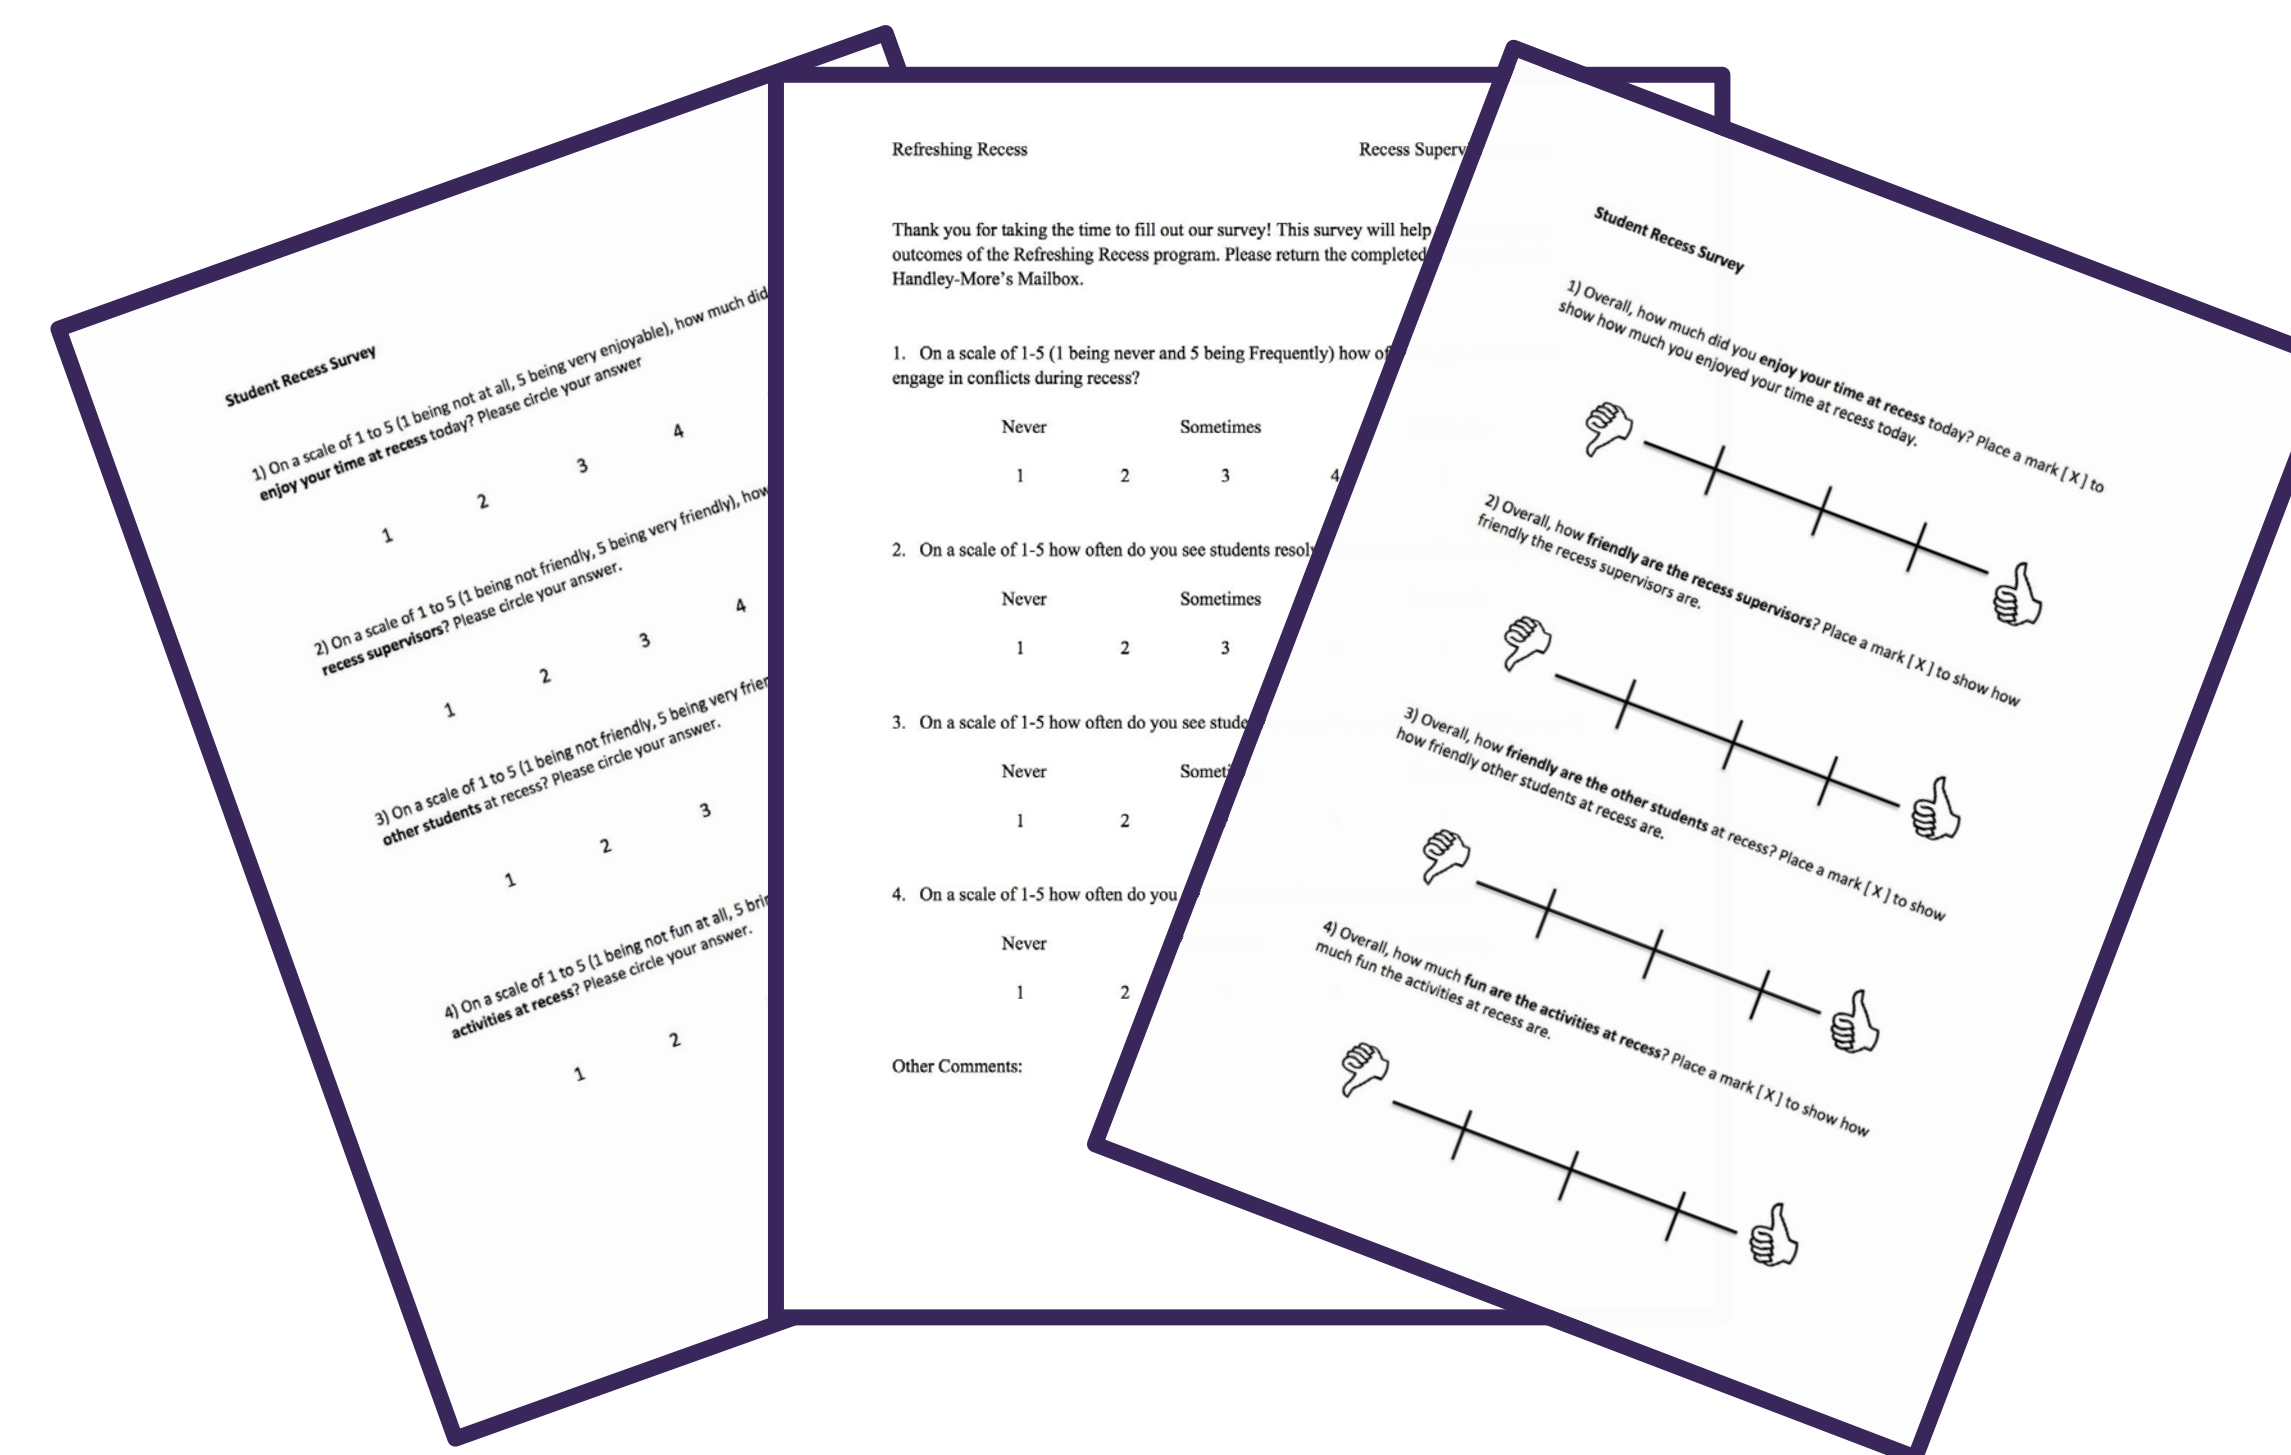 Student Recess Survey
1) On a scale of 1 to 5 (1 being not at all, 5 being very enjoyable), how much did
enjoy your time at recess today? Please circle your answer
1 2 3 4
2) On a scale of 1 to 5 (1 being not friendly, 5 being very friendly), how
recess supervisors? Please circle your answer.
1 2 3 4
3) On a scale of 1 to 5 (1 being not friendly, 5 being very
other students at recess? Please circle your answer.
1 2 3
4) On a scale of 1 to 5 (1 being not fun at all, 5
activities at recess? Please circle your answer.
1 2
Refreshing Recess Recess
Thank you for taking the time to fill out our survey! This survey will help
outcomes of the Refreshing Recess program. Please return the completed
Handley-More's Mailbox.
1. On a scale of 1-5 (1 being never and 5 being Frequently) how
engage in conflicts during recess?
Never Sometimes
1 2 3 4
2. On a scale of 1-5 how often do you see students
Never Sometimes
1 2 3
3. On a scale of 1-5 how often do you see
Never
1 2
4. On a scale of 1-5 how often do you
Never
1 2
Other Comments:
Student Recess Survey
1) Overall, how much did you enjoy your time at recess today? Place a mark [ X ] to
show how much you enjoyed your time at recess today.
2) Overall, how friendly are the recess supervisors? Place a mark [ X ] to show how
friendly the recess supervisors are.
3) Overall, how friendly are the other students at recess? Place a mark [ X ] to show
how friendly other students at recess are.
4) Overall, how much fun are the activities at recess? Place a mark [ X ] to show how
much fun the activities at recess are.